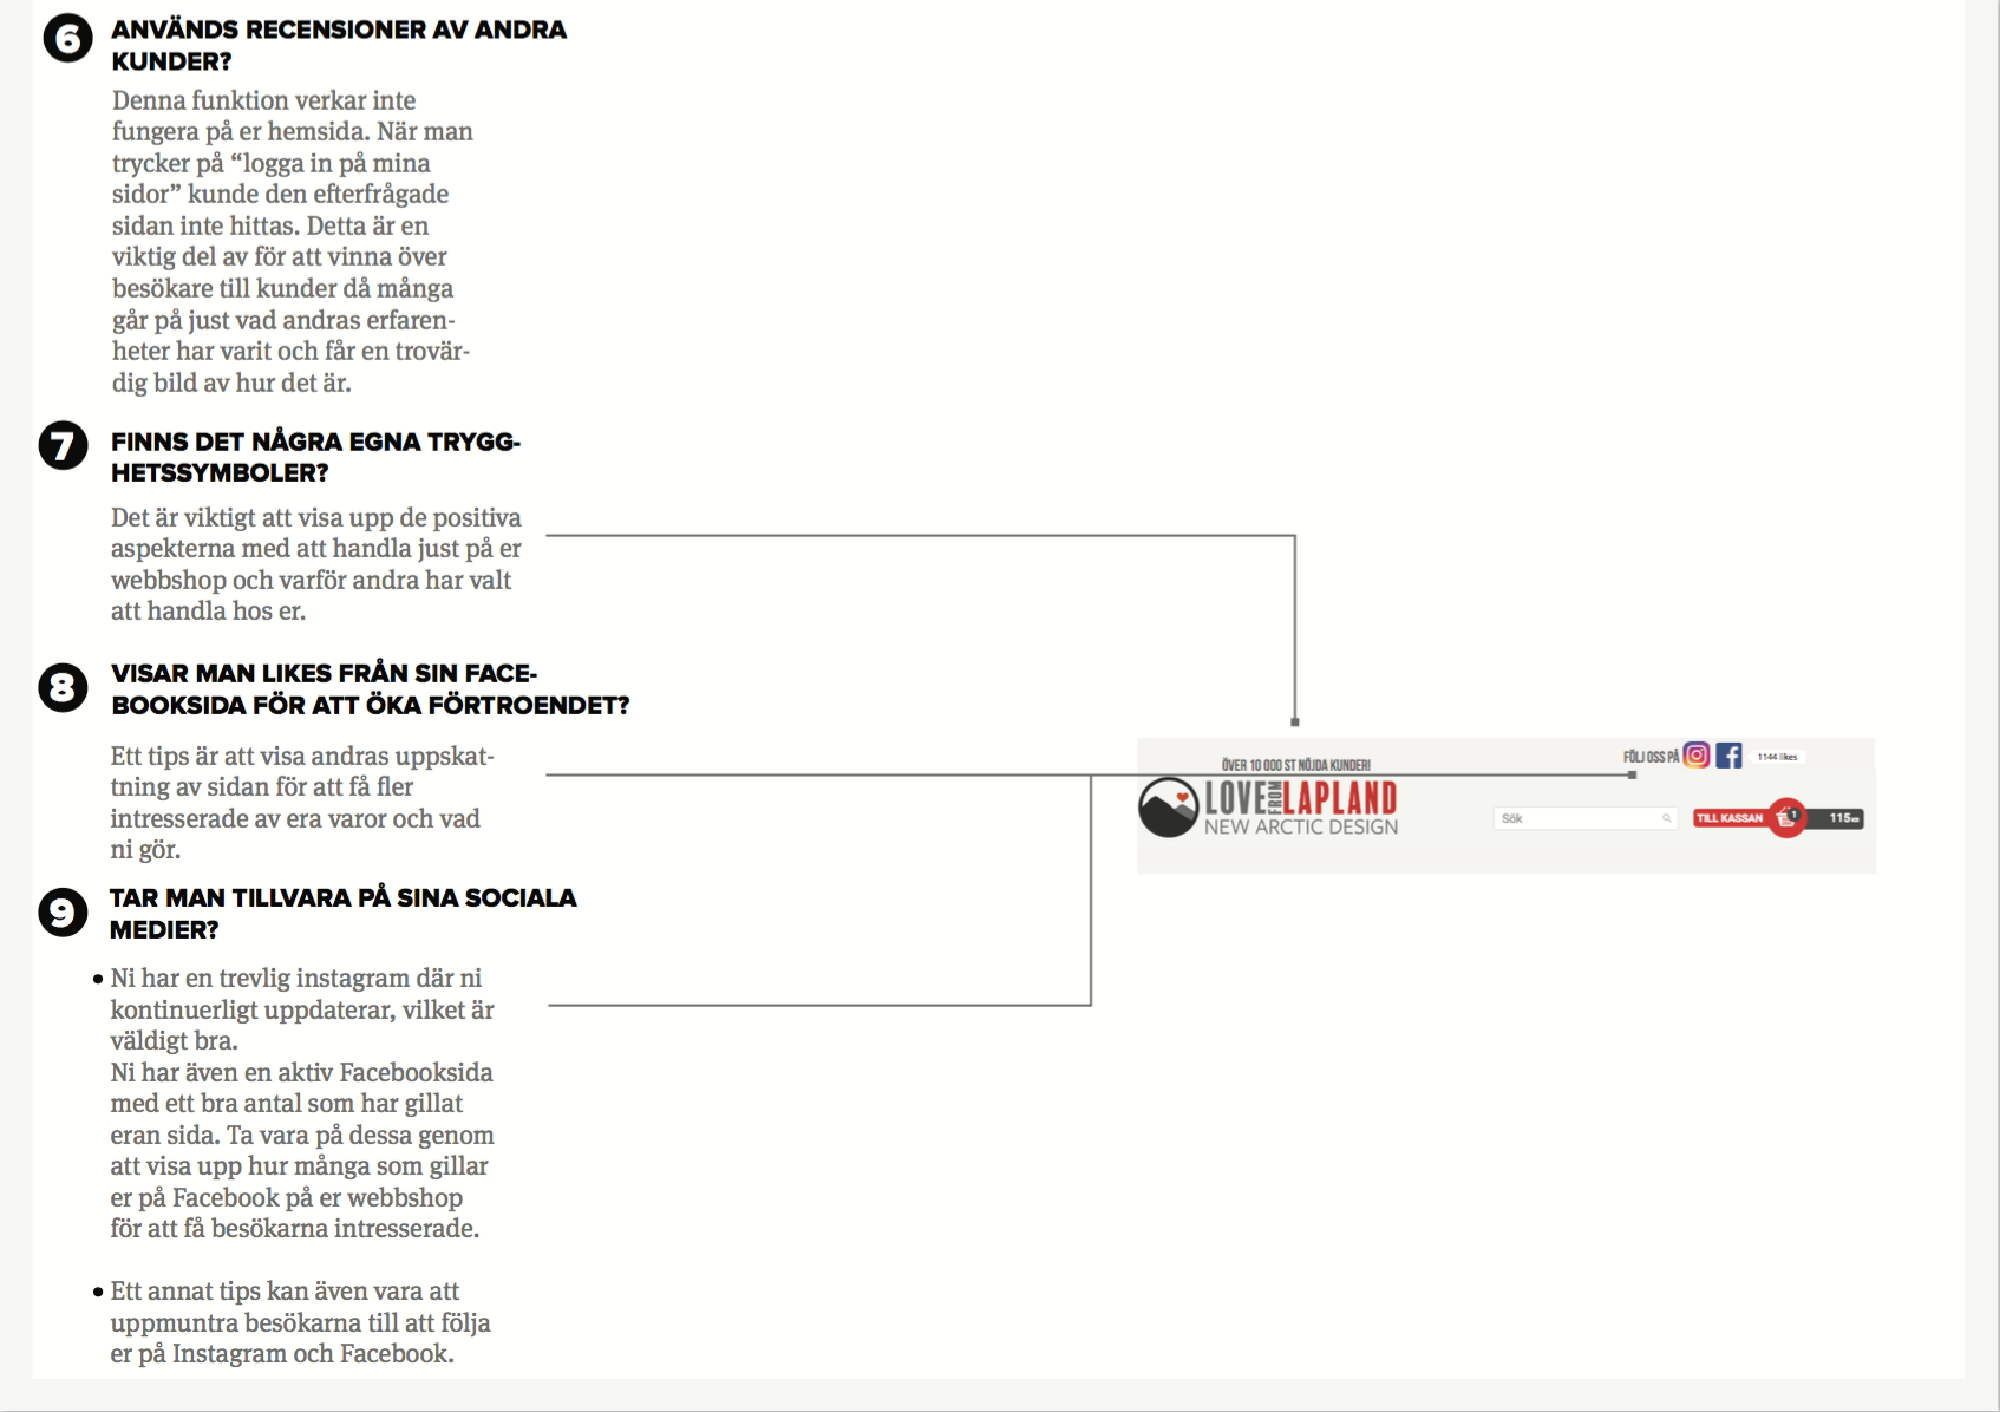 6
ANVÄNDS RECENSIONER AV ANDRA
KUNDER?
Denna funktion verkar inte
fungera på er hemsida. När man
trycker på “logga in på mina
sidor” kunde den efterfrågade
sidan inte hittas. Detta är en
viktig del av för att vinna över
besökare till kunder då många
går på just vad andras erfaren-
heter har varit och får en trovär-
dig bild av hur det är.
7
FINNS DET NÅGRA EGNA TRYGG-
HETSSYMBOLER?
Det är viktigt att visa upp de positiva
aspekterna med att handla just på er
webbshop och varför andra har valt
att handla hos er.
8
VISAR MAN LIKES FRÅN SIN FACE-
BOOKSIDA FÖR ATT ÖKA FÖRTROENDET?
Ett tips är att visa andras uppskat-
tning av sidan för att få fler
intresserade av era varor och vad
ni gör.
9
TAR MAN TILLVARA PÅ SINA SOCIALA
MEDIER?
• Ni har en trevlig instagram där ni
kontinuerligt uppdaterar, vilket är
väldigt bra.
Ni har även en aktiv Facebooksida
med ett bra antal som har gillat
eran sida. Ta vara på dessa genom
att visa upp hur många som gillar
er på Facebook på er webbshop
för att få besökarna intresserade.
• Ett annat tips kan även vara att
uppmuntra besökarna till att följa
er på Instagram och Facebook.
FÖLJ OSS PÅ
1144 likes
ÖVER 10 000 ST NÖJDA KUNDER!
LOVE FROM LAPLAND
NEW ARCTIC DESIGN
Sök
TILL KASSAN
1
115 KR